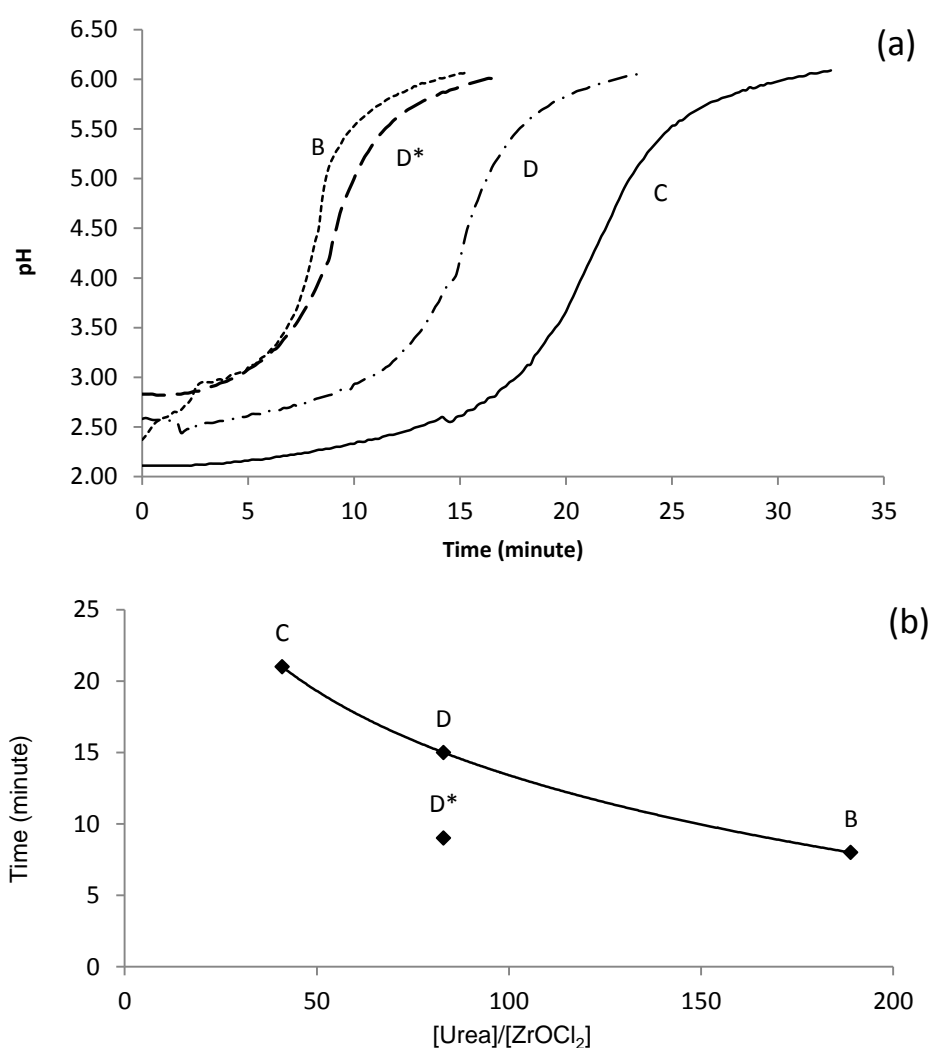 (a)
6.50
6.00
5.50
5.00
4.50
4.00
3.50
3.00
2.50
2.00
pH
B
D*
D
C
0 5 10 15 20 25 30 35
Time (minute)
(b)
25
20
15
10
5
0
Time (minute)
C
D
D*
B
0 50 100 150 200
[Urea]/[ZrOCl₂]